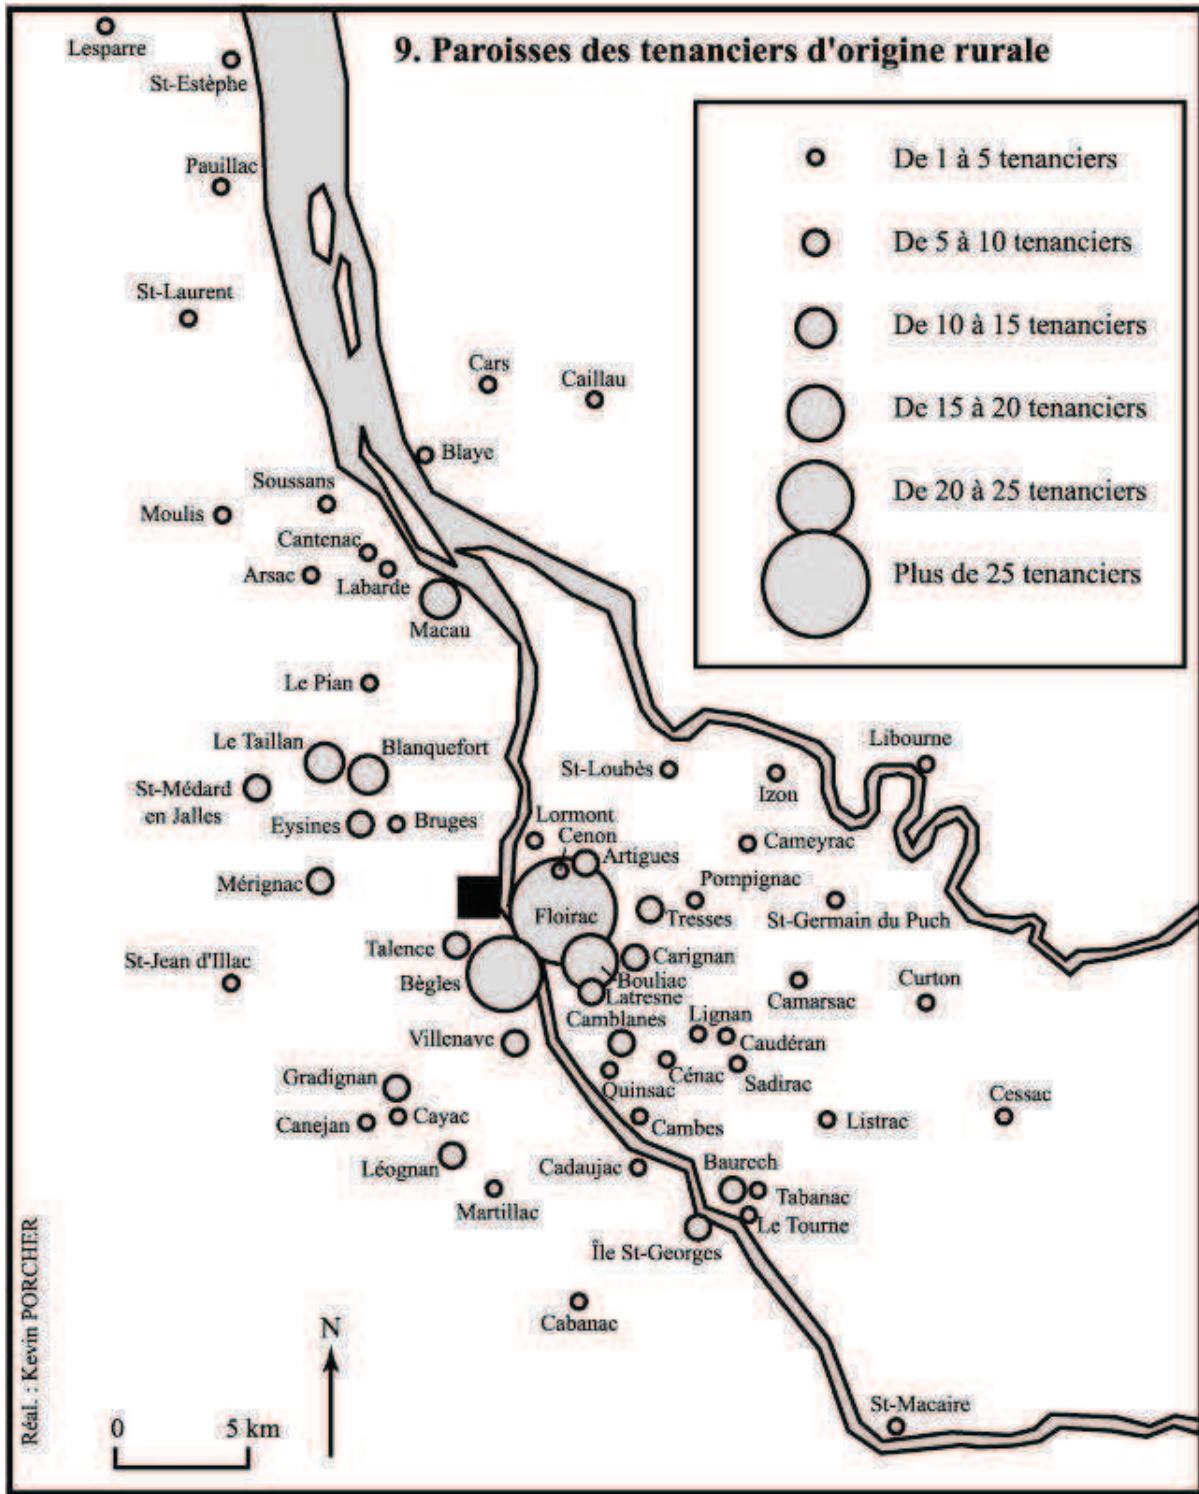 9. Paroisses des tenanciers d'origine rurale
Lesparre
St-Estèphe
Pauillac
St-Laurent
De 1 à 5 tenanciers
De 5 à 10 tenanciers
De 10 à 15 tenanciers
De 15 à 20 tenanciers
De 20 à 25 tenanciers
Plus de 25 tenanciers
Cars
Caillau
Blaye
Soussans
Moulis
Cantenac
Arsac
Labarde
Macau
Le Pian
Le Taillan
Blanquefort
St-Médard
en Jalles
Eysines
Bruges
Mérignac
St-Loubès
Izon
Libourne
Lormont
Cenon
Artigues
Cameyrac
Pompignac
Floirac
Tresses
St-Germain du Puch
Talence
Carignan
St-Jean d'Illac
Bègles
Bouliac
Latresne
Camarsac
Curton
Camblanes
Lignan
Villenave
Caudéran
Gradignan
Quinsac
Cénac
Sadirac
Cessac
Canejan
Cayac
Cambes
Listrac
Léognan
Cadaujac
Baurech
Tabanac
Martillac
Le Tourne
Île St-Georges
Cabanac
St-Macaire
N
0 5 km
Réal. : Kevin PORCHER